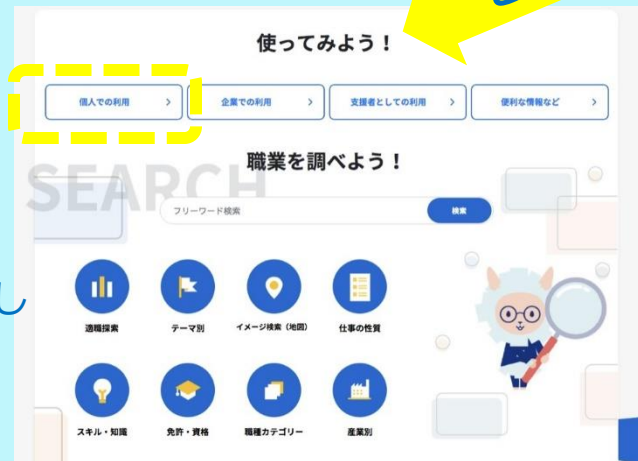 使ってみよう！
個人での利用
企業での利用
支援者としての利用
便利な情報など
職業を調べよう！
SEARCH
フリーワード検索
検索
適職探索
テーマ別
イメージ検索（地図）
仕事の性質
スキル・知識
免許・資格
職種カテゴリー
産業別
し